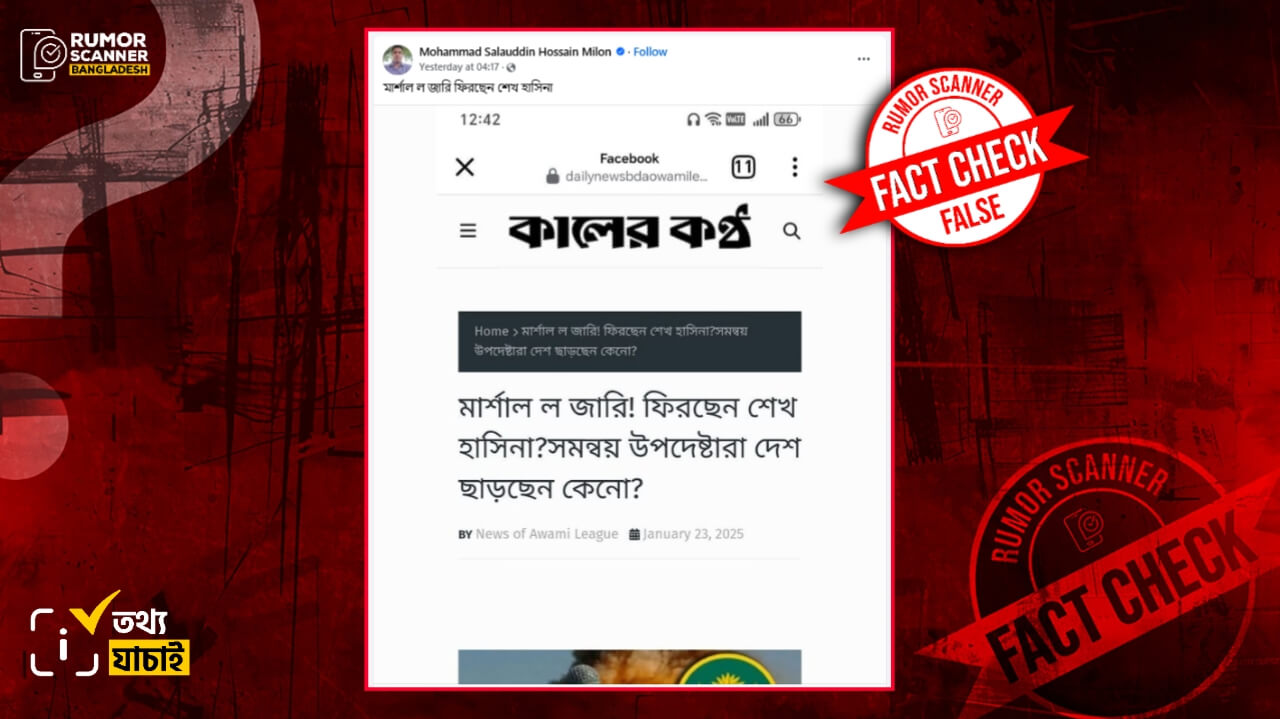 RUMOR
SCANNER
BANGLADESH
Mohammad Salauddin Hossain Milon · Follow
Yesterday at 04:17 ·
মার্শাল ল জারি ফিরছেন শেখ হাসিনা
12:42
VoLTE
66
Facebook
dailynewsbdaowamile...
11
কালের কণ্ঠ
Home > মার্শাল ল জারি! ফিরছেন শেখ হাসিনা?সমন্বয়
উপদেষ্টারা দেশ ছাড়ছেন কেনো?
মার্শাল ল জারি! ফিরছেন শেখ
হাসিনা?সমন্বয় উপদেষ্টারা দেশ
ছাড়ছেন কেনো?
BY News of Awami League January 23, 2025
RUMOR SCANNER
FACT CHECK
FALSE
RUMOR SCANNER
FACT CHECK
তথ্য
যাচাই